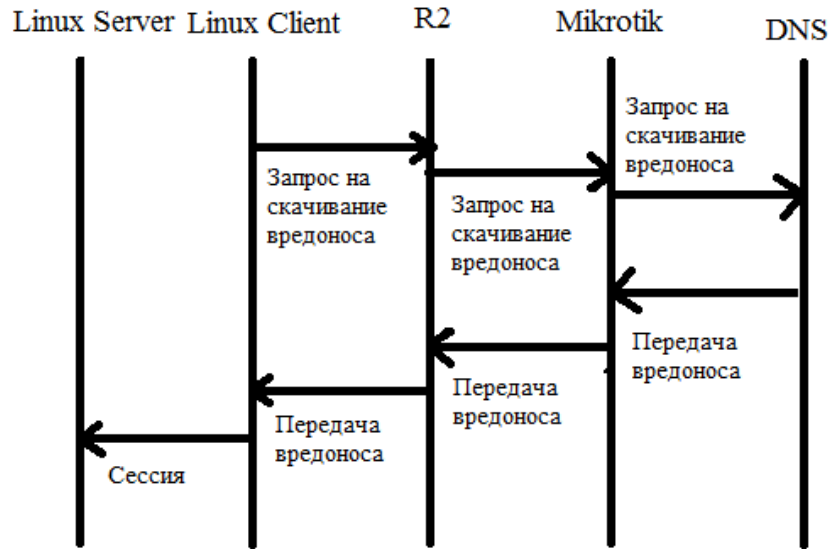 Linux Server
Linux Client
R2
Mikrotik
DNS
Запрос на
скачивание
вредоноса
Запрос на
скачивание
вредоноса
Запрос на
скачивание
вредоноса
Передача
вредоноса
Передача
вредоноса
Передача
вредоноса
Сессия